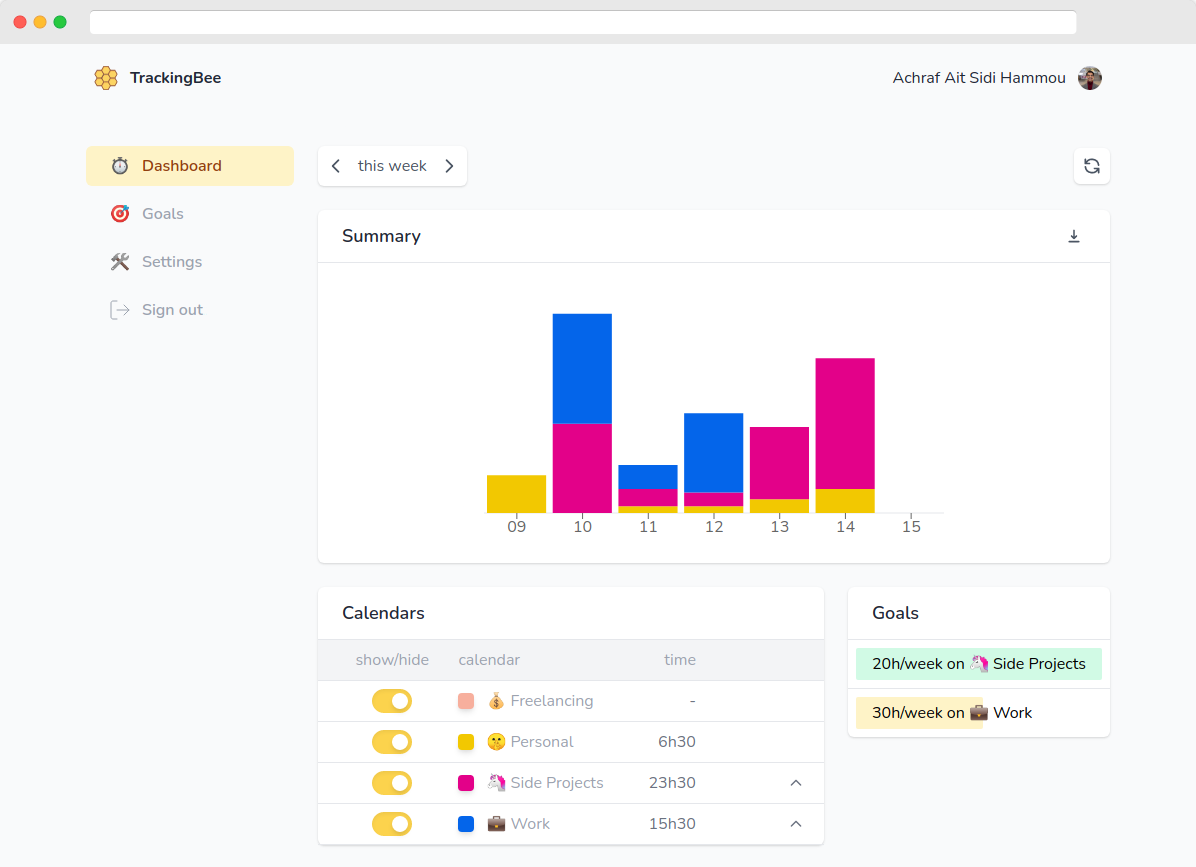 TrackingBee
Achraf Ait Sidi Hammou
Dashboard
this week
Goals
Settings
Sign out
Summary
09 10 11 12 13 14 15
Calendars
show/hide calendar time
Freelancing -
Personal 6h30
Side Projects 23h30
Work 15h30
Goals
20h/week on 🦄 Side Projects
30h/week on 💼 Work